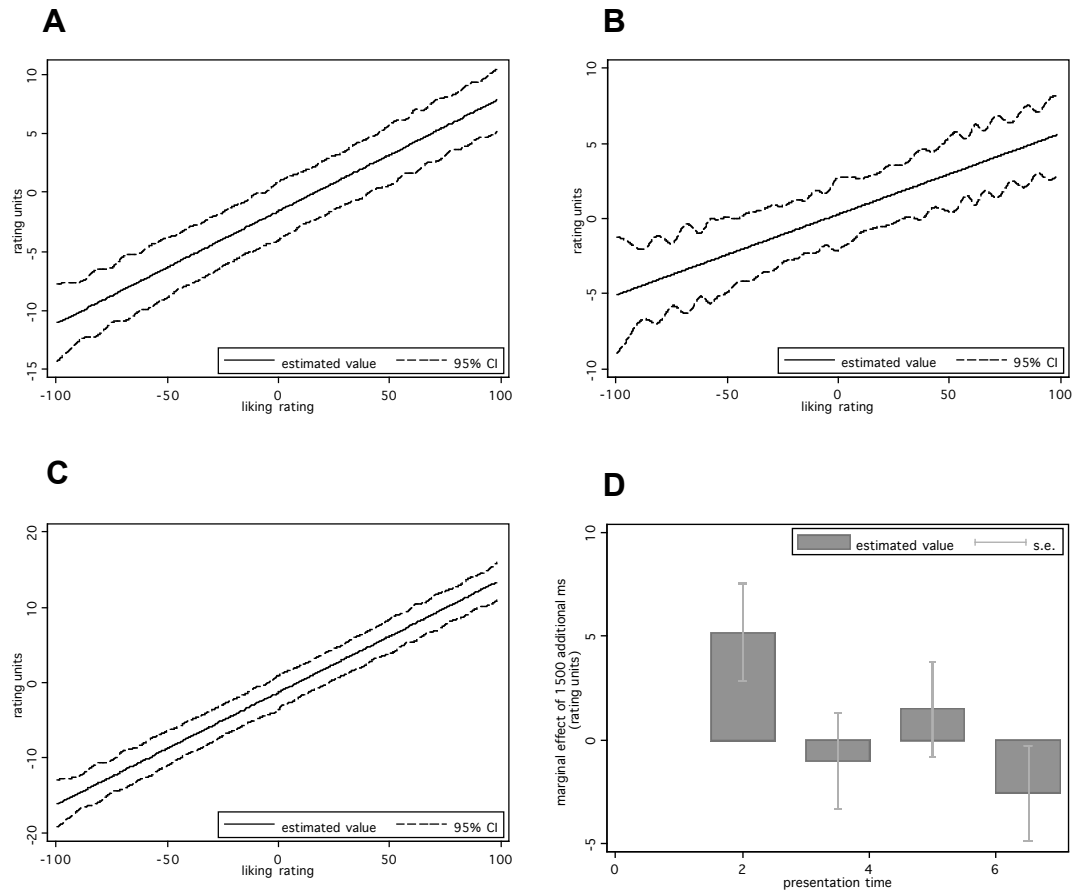 A
10
5
0
-5
-10
-15
rating units
estimated value 95% CI
-100 -50 0 50 100
liking rating
B
10
5
0
-5
-10
rating units
estimated value 95% CI
-100 -50 0 50 100
liking rating
C
20
10
0
-10
-20
rating units
estimated value 95% CI
-100 -50 0 50 100
liking rating
D
10
5
0
-5
marginal effect of 1500 additional ms
(rating units)
estimated value s.e.
0 2 4 6
presentation time